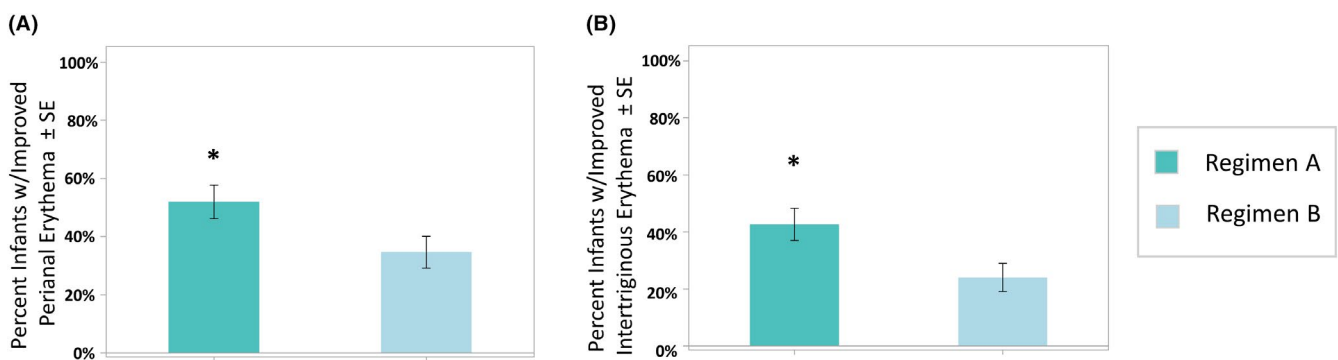 (A)
Percent Infants w/Improved
Perianal Erythema ± SE
100%
80%
60%
40%
20%
0%
*
(B)
Percent Infants w/Improved
Intertriginous Erythema ± SE
100%
80%
60%
40%
20%
0%
*
Regimen A
Regimen B